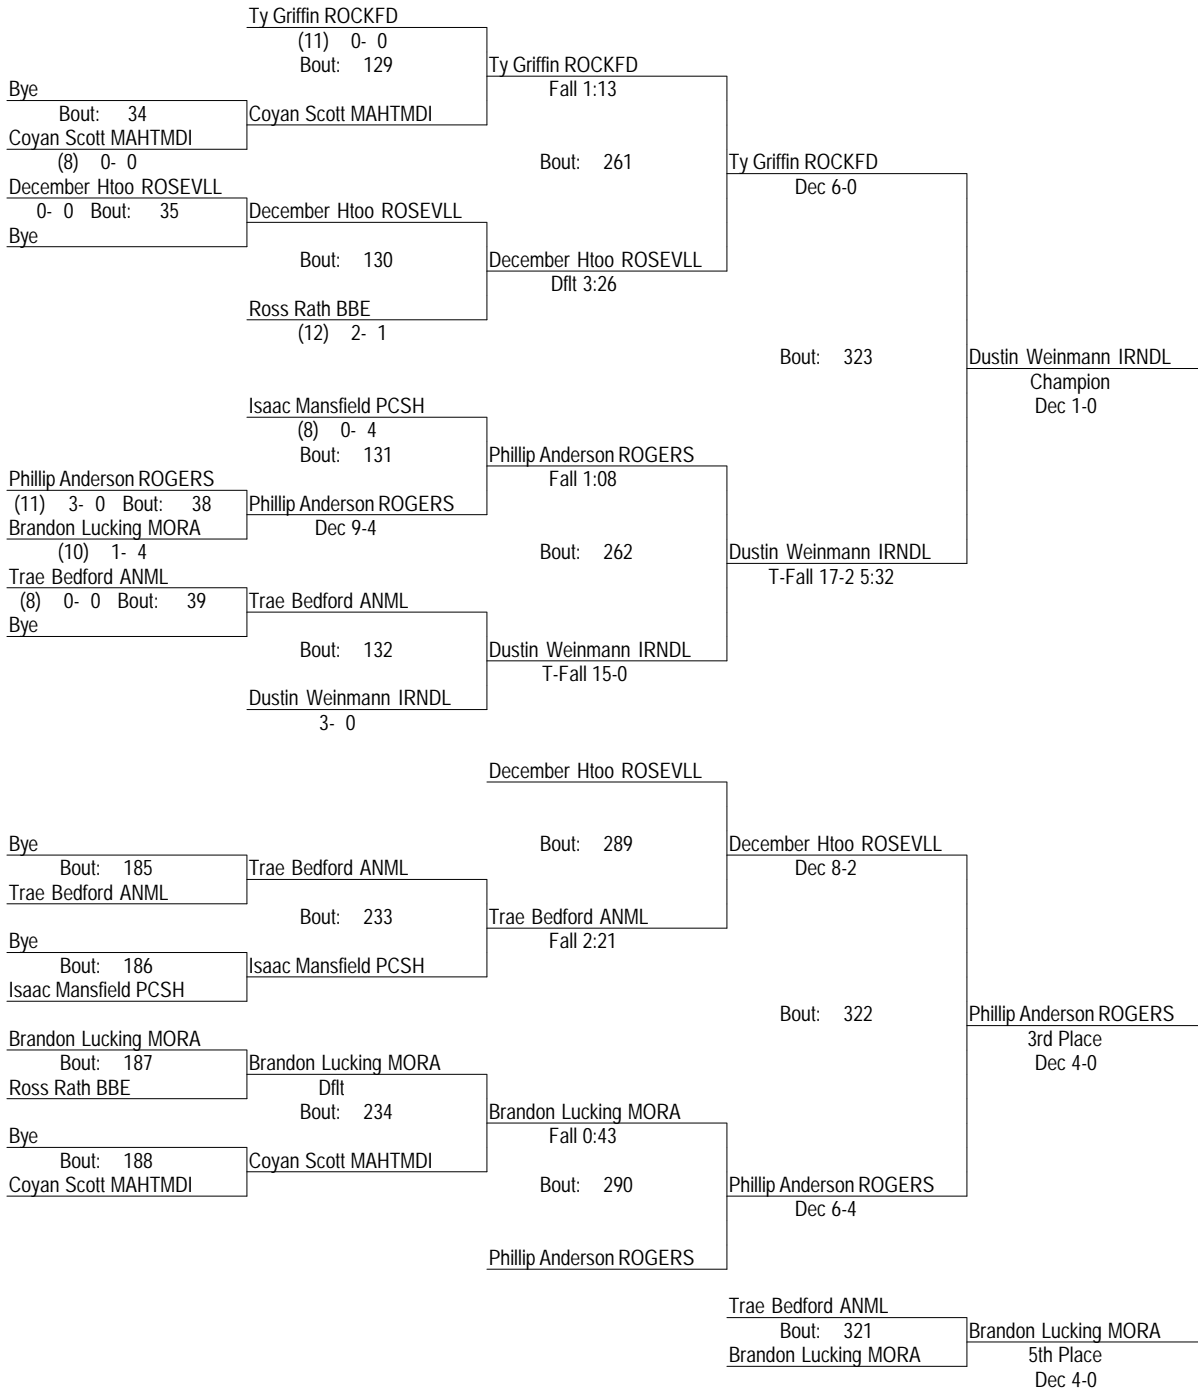 Ty Griffin ROCKFD
(11) 0- 0
Bout: 129
Ty Griffin ROCKFD
Fall 1:13
Bye
Bout: 34
Coyan Scott MAHTMDI
Coyan Scott MAHTMDI
(8) 0- 0
Bout: 261
Ty Griffin ROCKFD
Dec 6-0
December Htoo ROSEVLL
0- 0 Bout: 35
December Htoo ROSEVLL
Bye
Bout: 130
December Htoo ROSEVLL
Dflt 3:26
Ross Rath BBE
(12) 2- 1
Bout: 323
Dustin Weinmann IRNDL
Champion
Dec 1-0
Isaac Mansfield PCSH
(8) 0- 4
Bout: 131
Phillip Anderson ROGERS
Fall 1:08
Phillip Anderson ROGERS
(11) 3- 0 Bout: 38
Phillip Anderson ROGERS
Brandon Lucking MORA
Dec 9-4
(10) 1- 4
Bout: 262
Dustin Weinmann IRNDL
T-Fall 17-2 5:32
Trae Bedford ANML
(8) 0- 0 Bout: 39
Trae Bedford ANML
Bye
Bout: 132
Dustin Weinmann IRNDL
T-Fall 15-0
Dustin Weinmann IRNDL
3- 0
December Htoo ROSEVLL
Bout: 289
December Htoo ROSEVLL
Dec 8-2
Bye
Bout: 185
Trae Bedford ANML
Trae Bedford ANML
Bout: 233
Trae Bedford ANML
Fall 2:21
Bye
Bout: 186
Isaac Mansfield PCSH
Isaac Mansfield PCSH
Bout: 322
Phillip Anderson ROGERS
3rd Place
Dec 4-0
Brandon Lucking MORA
Bout: 187
Brandon Lucking MORA
Ross Rath BBE
Dflt
Bout: 234
Brandon Lucking MORA
Fall 0:43
Bye
Bout: 188
Coyan Scott MAHTMDI
Coyan Scott MAHTMDI
Bout: 290
Phillip Anderson ROGERS
Dec 6-4
Phillip Anderson ROGERS
Trae Bedford ANML
Bout: 321
Brandon Lucking MORA
Brandon Lucking MORA
5th Place
Dec 4-0